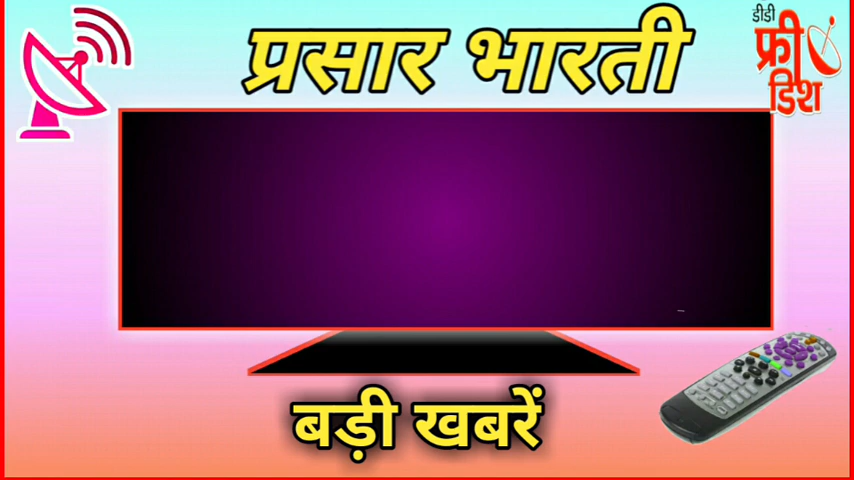 प्रसार भारती
डीडी
फ्री
डिश
बड़ी खबरें